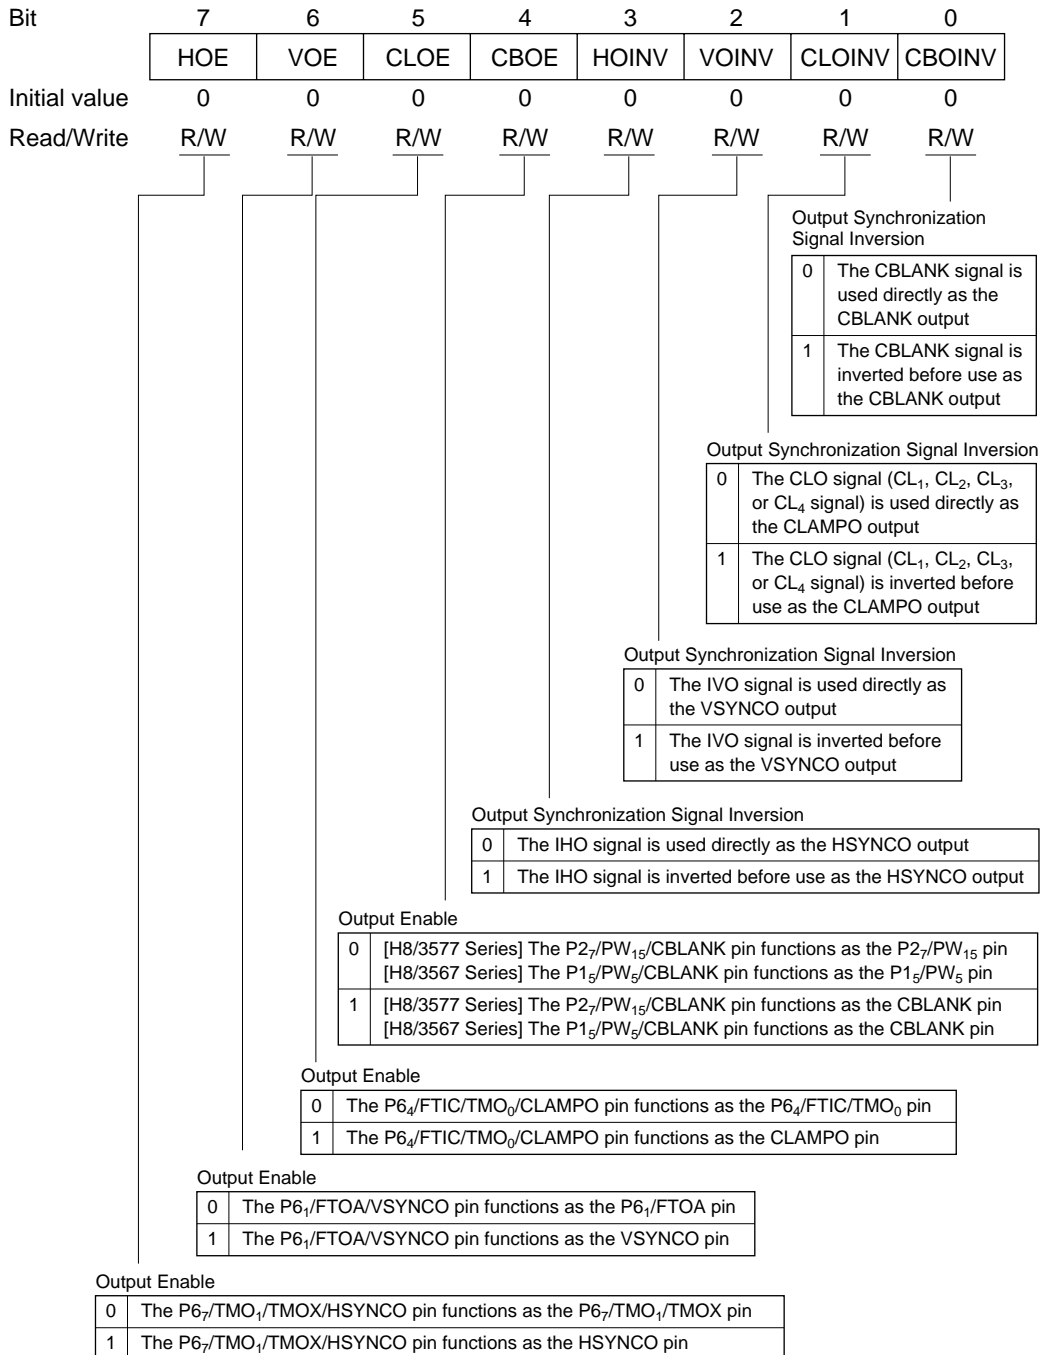 Bit 7 6 5 4 3 2 1 0
HOE VOE CLOE CBOE HOINV VOINV CLOINV CBOINV
Initial value 0 0 0 0 0 0 0 0
Read/Write R/W R/W R/W R/W R/W R/W R/W R/W
Output Synchronization
Signal Inversion
0 The CBLANK signal is
used directly as the
CBLANK output
1 The CBLANK signal is
inverted before use as
the CBLANK output
Output Synchronization Signal Inversion
0 The CLO signal (CL₁, CL₂, CL₃,
or CL₄ signal) is used directly as
the CLAMPO output
1 The CLO signal (CL₁, CL₂, CL₃,
or CL₄ signal) is inverted before
use as the CLAMPO output
Output Synchronization Signal Inversion
0 The IVO signal is used directly as
the VSYNCO output
1 The IVO signal is inverted before
use as the VSYNCO output
Output Synchronization Signal Inversion
0 The IHO signal is used directly as the HSYNCO output
1 The IHO signal is inverted before use as the HSYNCO output
Output Enable
0 [H8/3577 Series] The P2₇/PW₁₅/CBLANK pin functions as the P2₇/PW₁₅ pin
[H8/3567 Series] The P1₅/PW₅/CBLANK pin functions as the P1₅/PW₅ pin
1 [H8/3577 Series] The P2₇/PW₁₅/CBLANK pin functions as the CBLANK pin
[H8/3567 Series] The P1₅/PW₅/CBLANK pin functions as the CBLANK pin
Output Enable
0 The P6₄/FTIC/TMO₀/CLAMPO pin functions as the P6₄/FTIC/TMO₀ pin
1 The P6₄/FTIC/TMO₀/CLAMPO pin functions as the CLAMPO pin
Output Enable
0 The P6₁/FTOA/VSYNCO pin functions as the P6₁/FTOA pin
1 The P6₁/FTOA/VSYNCO pin functions as the VSYNCO pin
Output Enable
0 The P6₇/TMO₁/TMOX/HSYNCO pin functions as the P6₇/TMO₁/TMOX pin
1 The P6₇/TMO₁/TMOX/HSYNCO pin functions as the HSYNCO pin